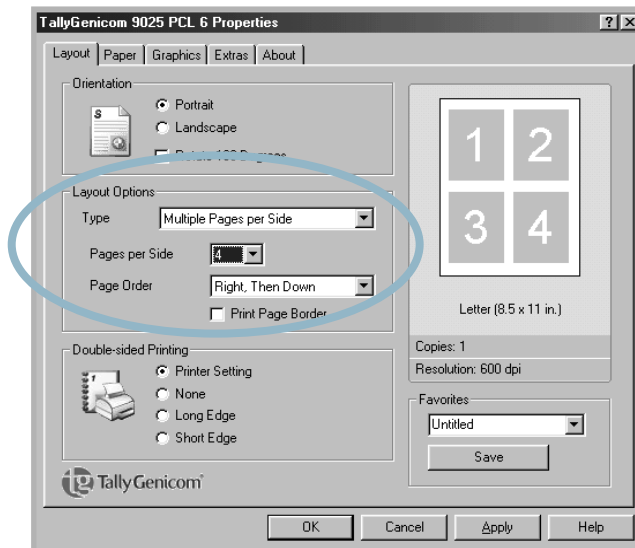 TallyGenicom 9025 PCL 6 Properties
Layout Paper Graphics Extras About
Orientation
S
Portrait
Landscape
Rotate 180 Degrees
Layout Options
Type Multiple Pages per Side
Pages per Side 4
Page Order Right, Then Down
Print Page Border
Double-sided Printing
Printer Setting
None
Long Edge
Short Edge
TallyGenicom
1 2
3 4
Letter (8.5 x 11 in.)
Copies: 1
Resolution: 600 dpi
Favorites
Untitled
Save
OK Cancel Apply Help